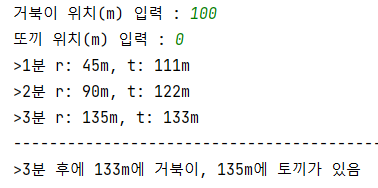 거북이 위치(m) 입력 : 100
또끼 위치(m) 입력 : 0
>1분 r: 45m, t: 111m
>2분 r: 90m, t: 122m
>3분 r: 135m, t: 133m
------------------------------------------
>3분 후에 133m에 거북이, 135m에 토끼가 있음